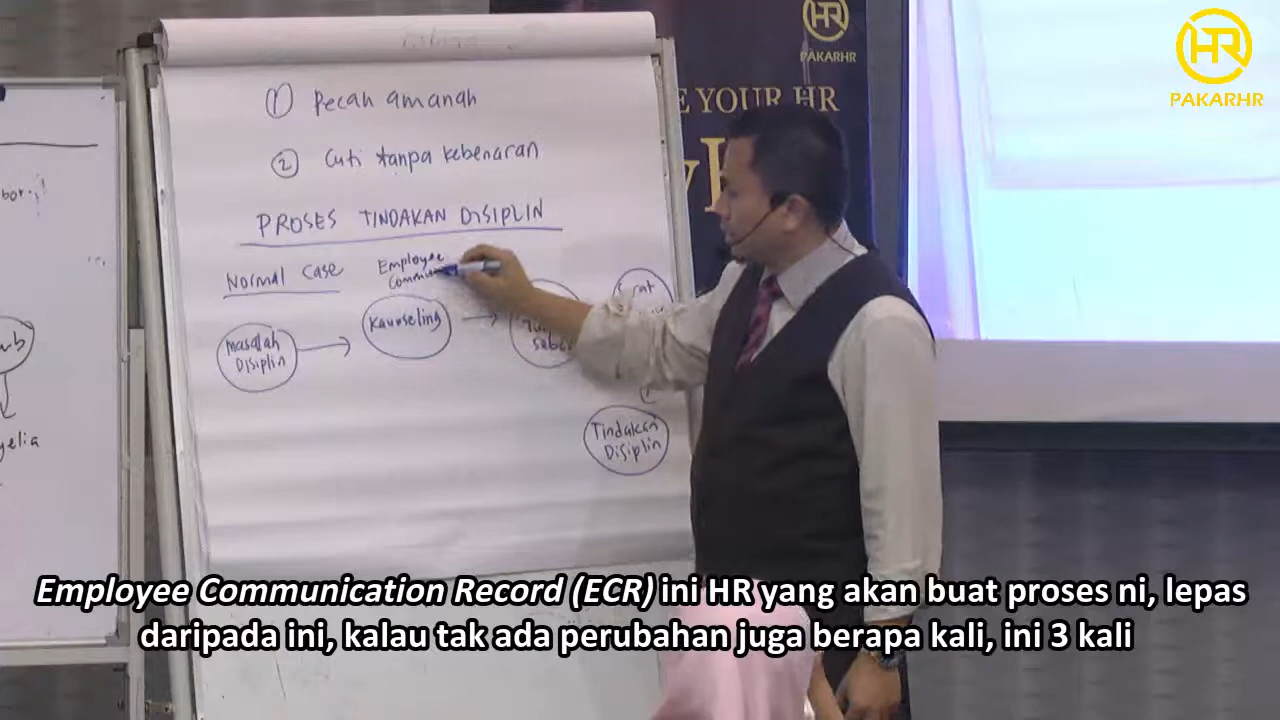 HR
PAKARHR
HR
PAKARHR
E YOUR HR
① Pecah amanah
② Cuti tanpa kebenaran
PROSES TINDAKAN DISIPLIN
Normal Case
Employee
Masalah
Disiplin
Kaunseling
Tindakan
Disiplin
Employee Communication Record (ECR) ini HR yang akan buat proses ni, lepas
daripada ini, kalau tak ada perubahan juga berapa kali, ini 3 kali